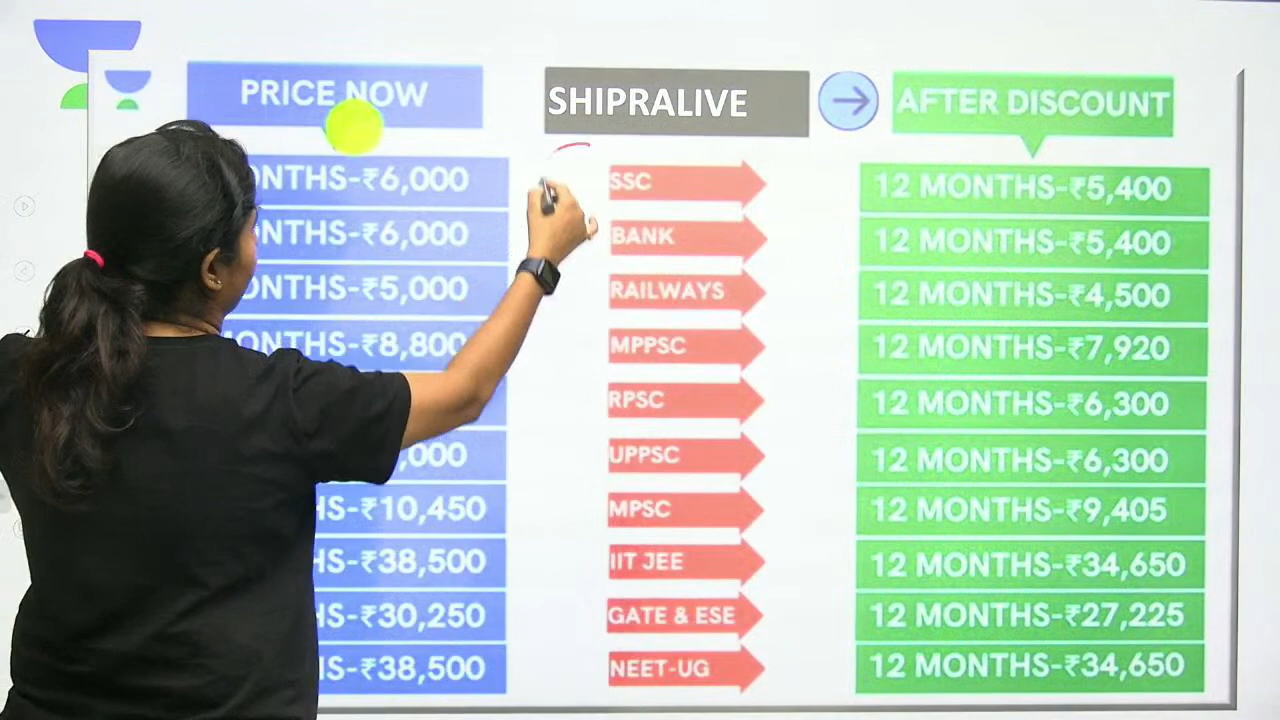 PRICE NOW SHIPRALIVE AFTER DISCOUNT
ONTHS-₹6,000 SSC 12 MONTHS-₹5,400
ONTHS-₹6,000 BANK 12 MONTHS-₹5,400
ONTHS-₹5,000 RAILWAYS 12 MONTHS-₹4,500
MONTHS-₹8,800 MPPSC 12 MONTHS-₹7,920
RPSC 12 MONTHS-₹6,300
,000 UPPSC 12 MONTHS-₹6,300
HS-₹10,450 MPSC 12 MONTHS-₹9,405
HS-₹38,500 IIT JEE 12 MONTHS-₹34,650
HS-₹30,250 GATE & ESE 12 MONTHS-₹27,225
HS-₹38,500 NEET-UG 12 MONTHS-₹34,650